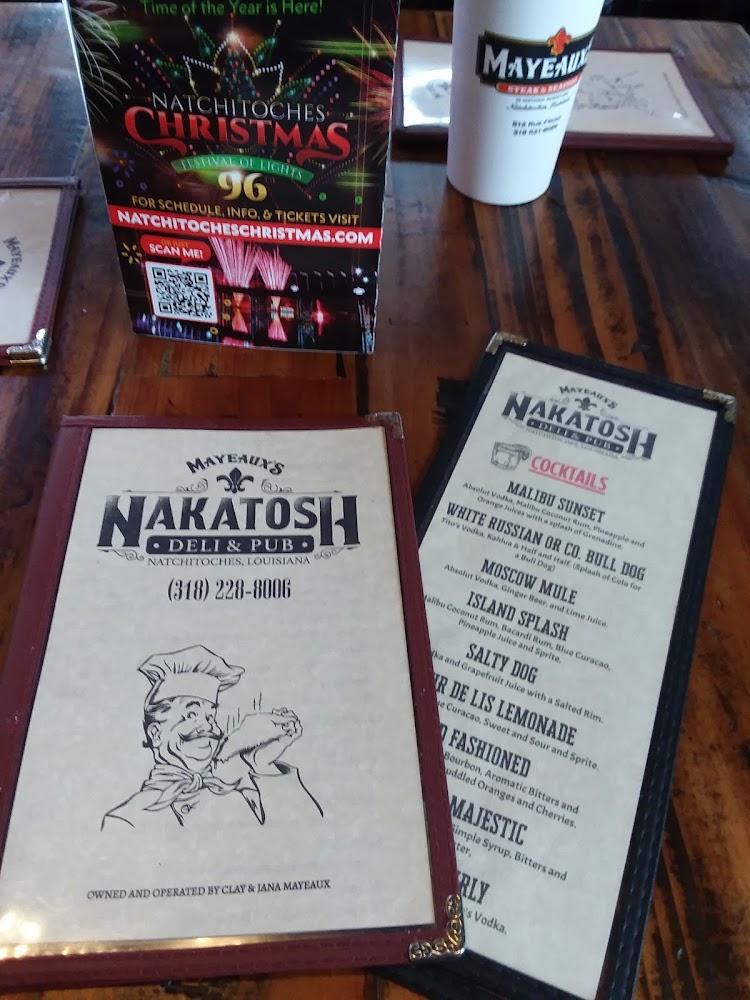 Time of the Year is Here!
NATCHITOCHES
CHRISTMAS
FESTIVAL OF LIGHTS
96
FOR SCHEDULE, INFO, & TICKETS VISIT
NATCHITOCHESCHRISTMAS.COM
SCAN ME!
MAYEAUX'S
STEAK & SEAFOOD
MAYEAUX'S
MAYEAUX'S
NAKATOSH
• DELI & PUB •
NATCHITOCHES, LOUISIANA
(318) 228-8006
OWNED AND OPERATED BY CLAY & JANA MAYEAUX
MAYEAUX'S
NAKATOSH
• DELI & PUB •
NATCHITOCHES, LOUISIANA
COCKTAILS
MALIBU SUNSET
Absolut Vodka, Malibu Coconut Rum, Pineapple and
Orange Juices with a splash of Grenadine.
WHITE RUSSIAN OR CO. BULL DOG
Tito's Vodka, Kahlua & Half and Half. (Splash of Cola for
a Bull Dog)
MOSCOW MULE
Absolut Vodka, Ginger Beer, and Lime Juice.
ISLAND SPLASH
Malibu Coconut Rum, Bacardi Rum, Blue Curacao,
Pineapple Juice and Sprite.
SALTY DOG
and Grapefruit Juice with a Salted Rim.
DE LIS LEMONADE
Curacao, Sweet and Sour and Sprite.
FASHIONED
Bourbon, Aromatic Bitters and
Oranges and Cherries.
MAJESTIC
Simple Syrup, Bitters and
Vodka,